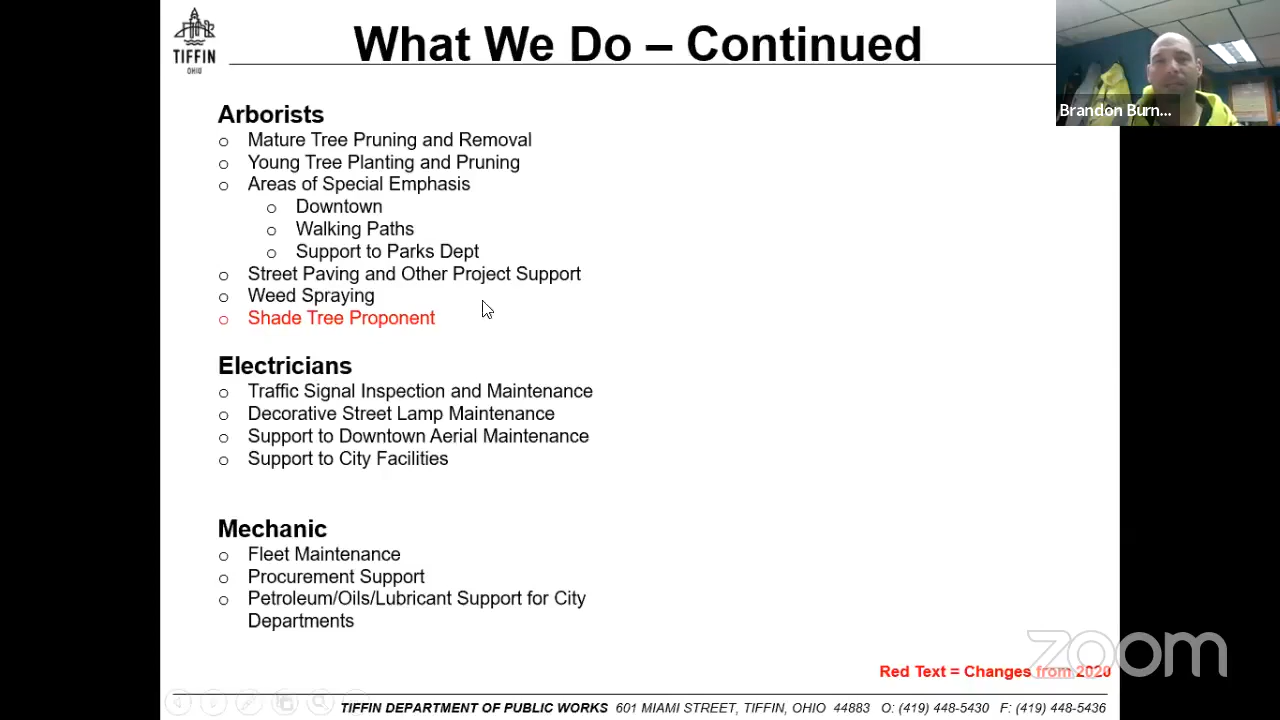 TIFFIN
OHIO
What We Do – Continued
Brandon Burn...
Arborists
o Mature Tree Pruning and Removal
o Young Tree Planting and Pruning
o Areas of Special Emphasis
o Downtown
o Walking Paths
o Support to Parks Dept
o Street Paving and Other Project Support
o Weed Spraying
o Shade Tree Proponent
Electricians
o Traffic Signal Inspection and Maintenance
o Decorative Street Lamp Maintenance
o Support to Downtown Aerial Maintenance
o Support to City Facilities
Mechanic
o Fleet Maintenance
o Procurement Support
o Petroleum/Oils/Lubricant Support for City
Departments
zoom
Red Text = Changes from 2020
TIFFIN DEPARTMENT OF PUBLIC WORKS 601 MIAMI STREET, TIFFIN, OHIO 44883 O: (419) 448-5430 F: (419) 448-5436